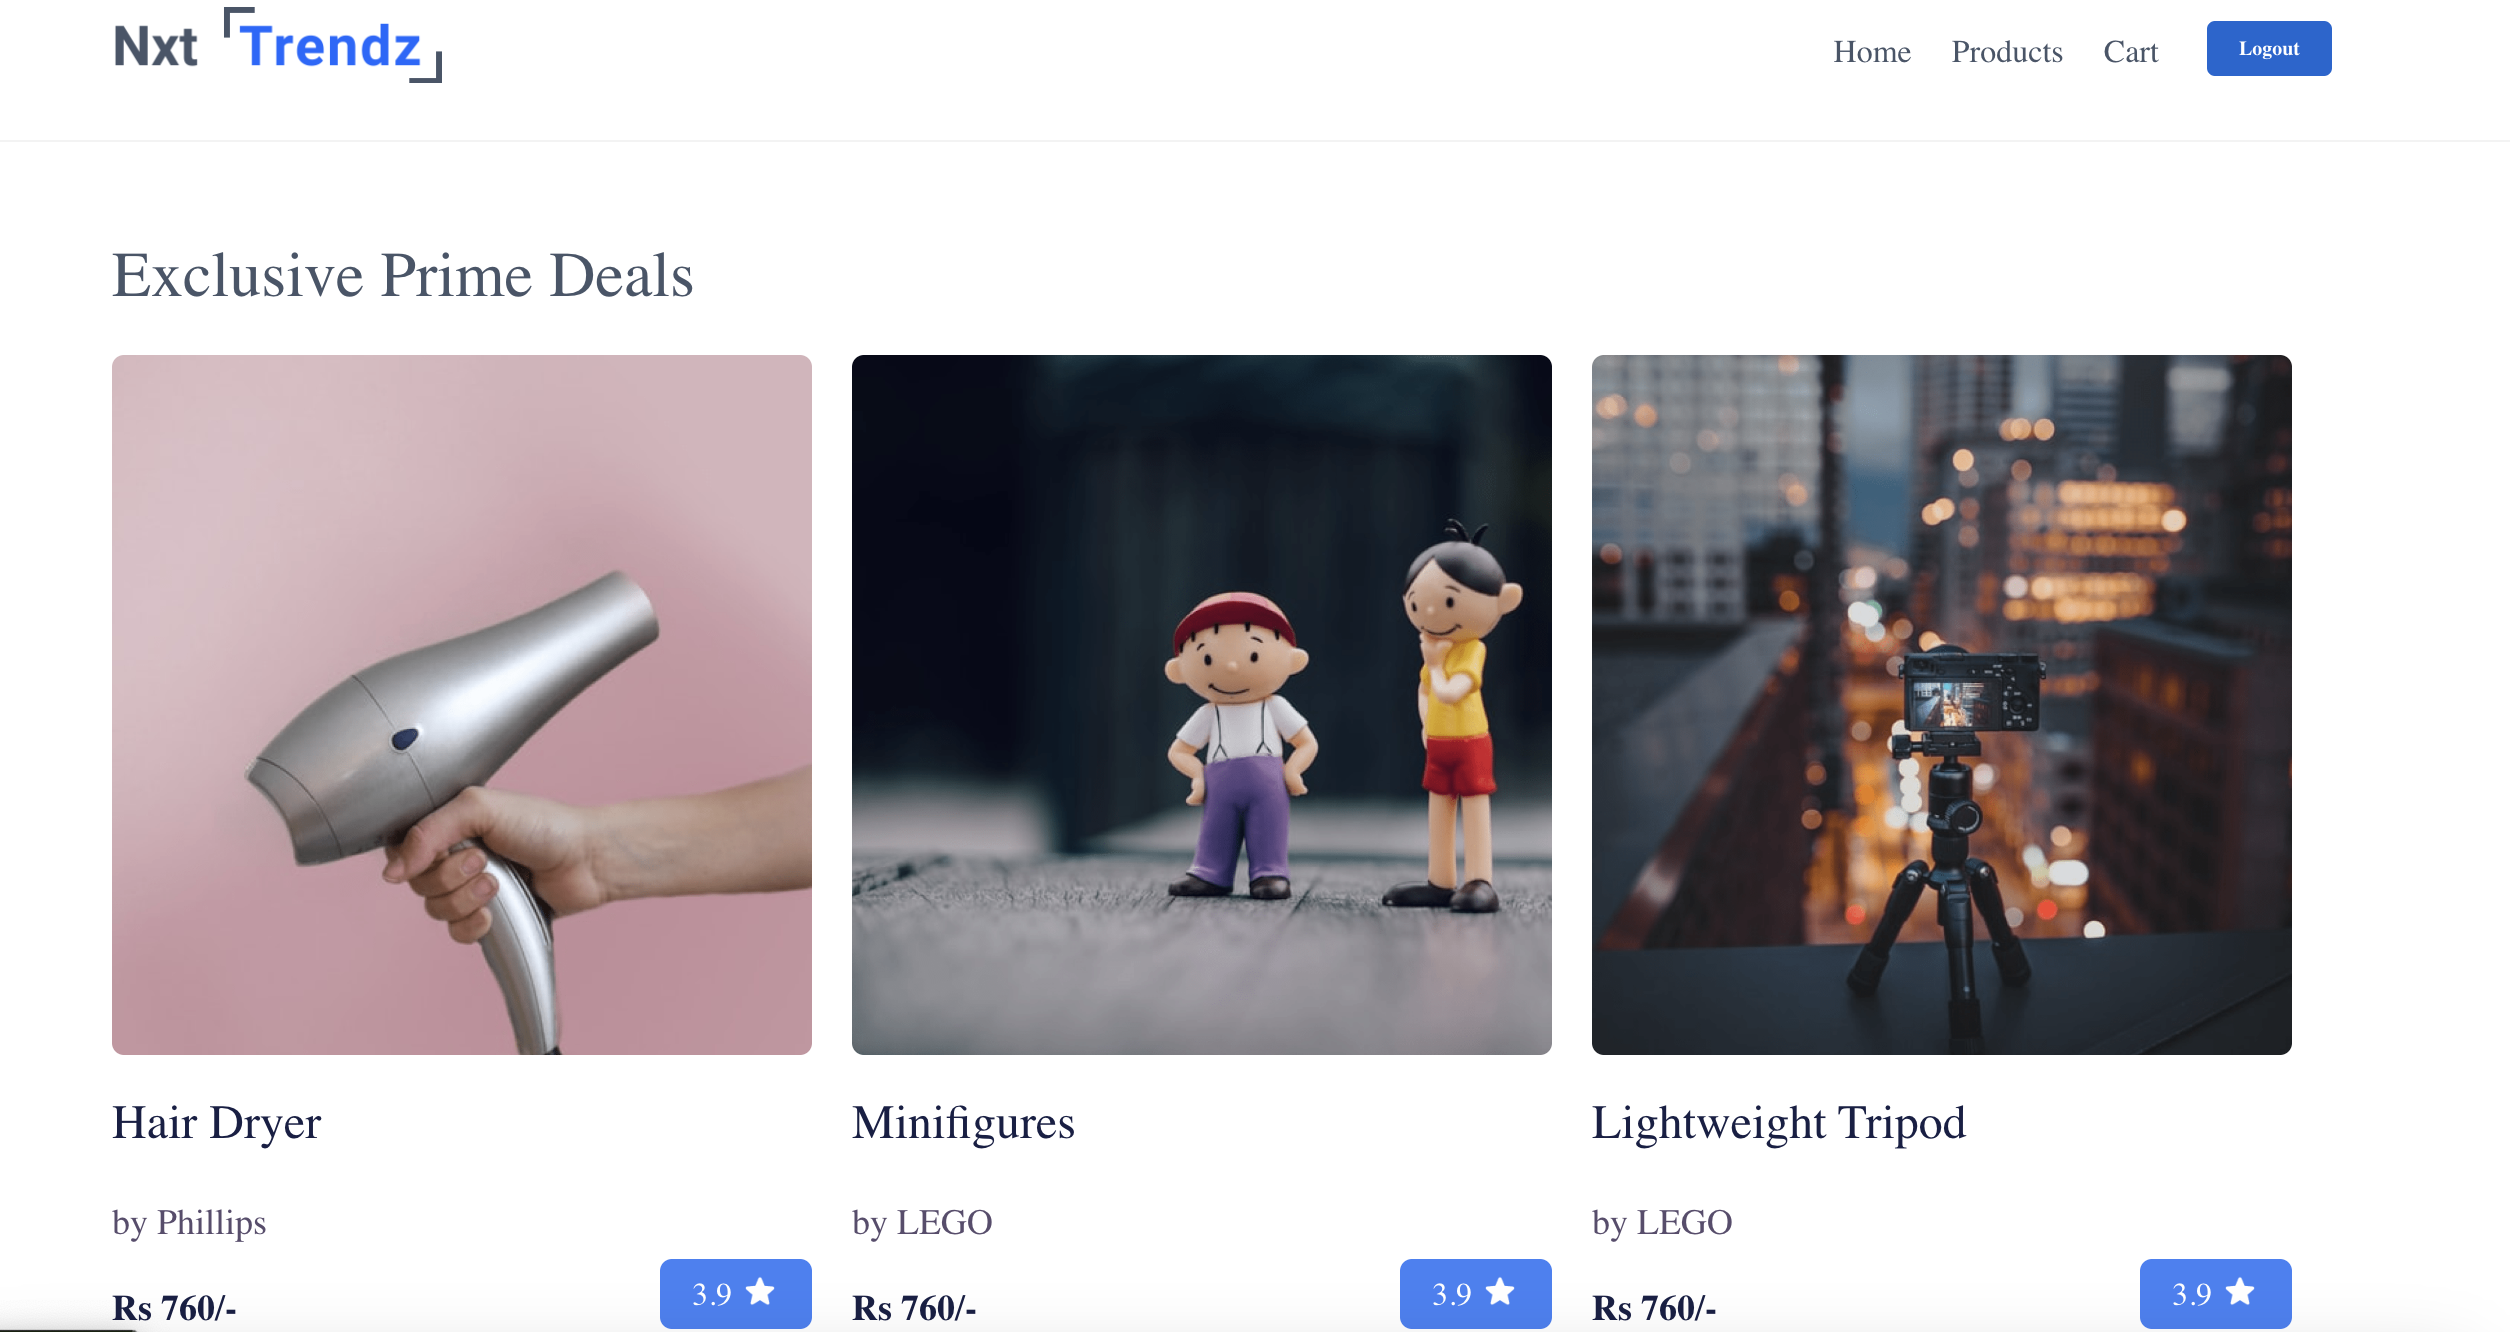 Nxt Trendz
Home Products Cart Logout
Exclusive Prime Deals
Hair Dryer
by Phillips
Rs 760/-
3.9
Minifigures
by LEGO
Rs 760/-
3.9
Lightweight Tripod
by LEGO
Rs 760/-
3.9